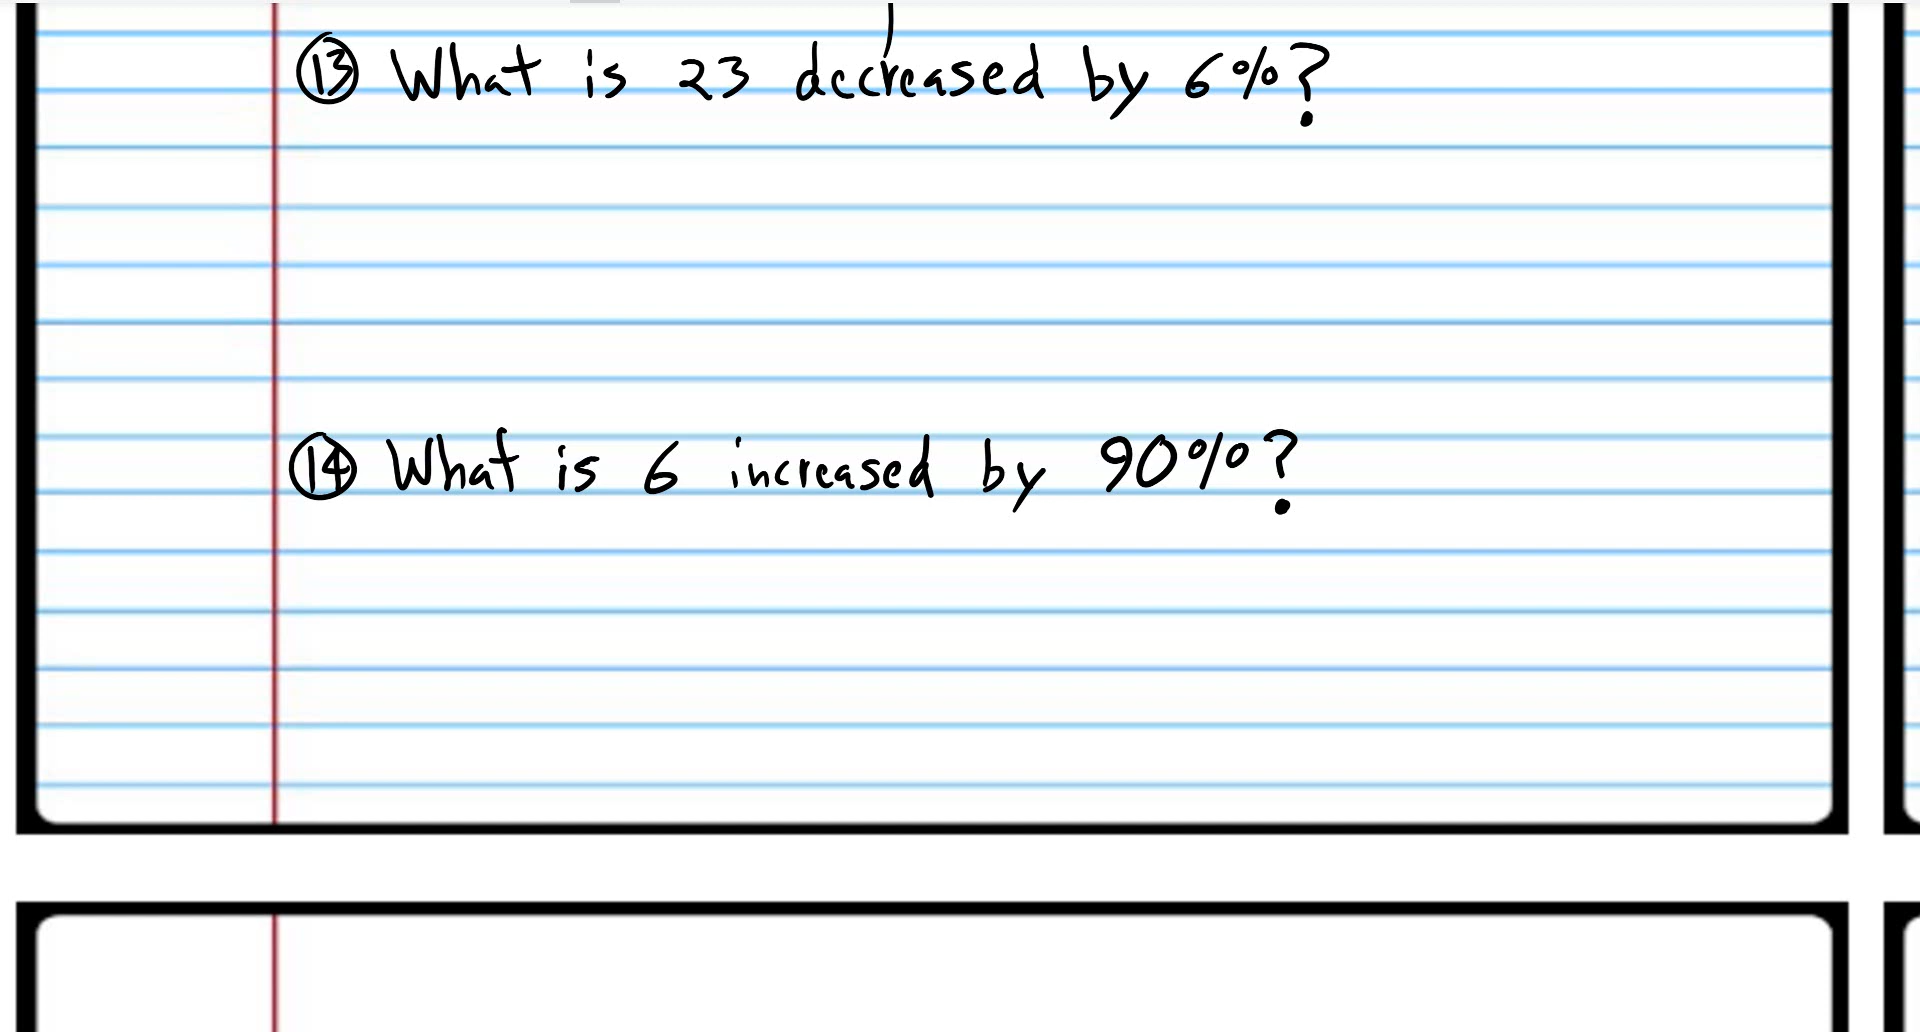 ⑬ What is 23 decreased by 6%?
⑭ What is 6 increased by 90%?